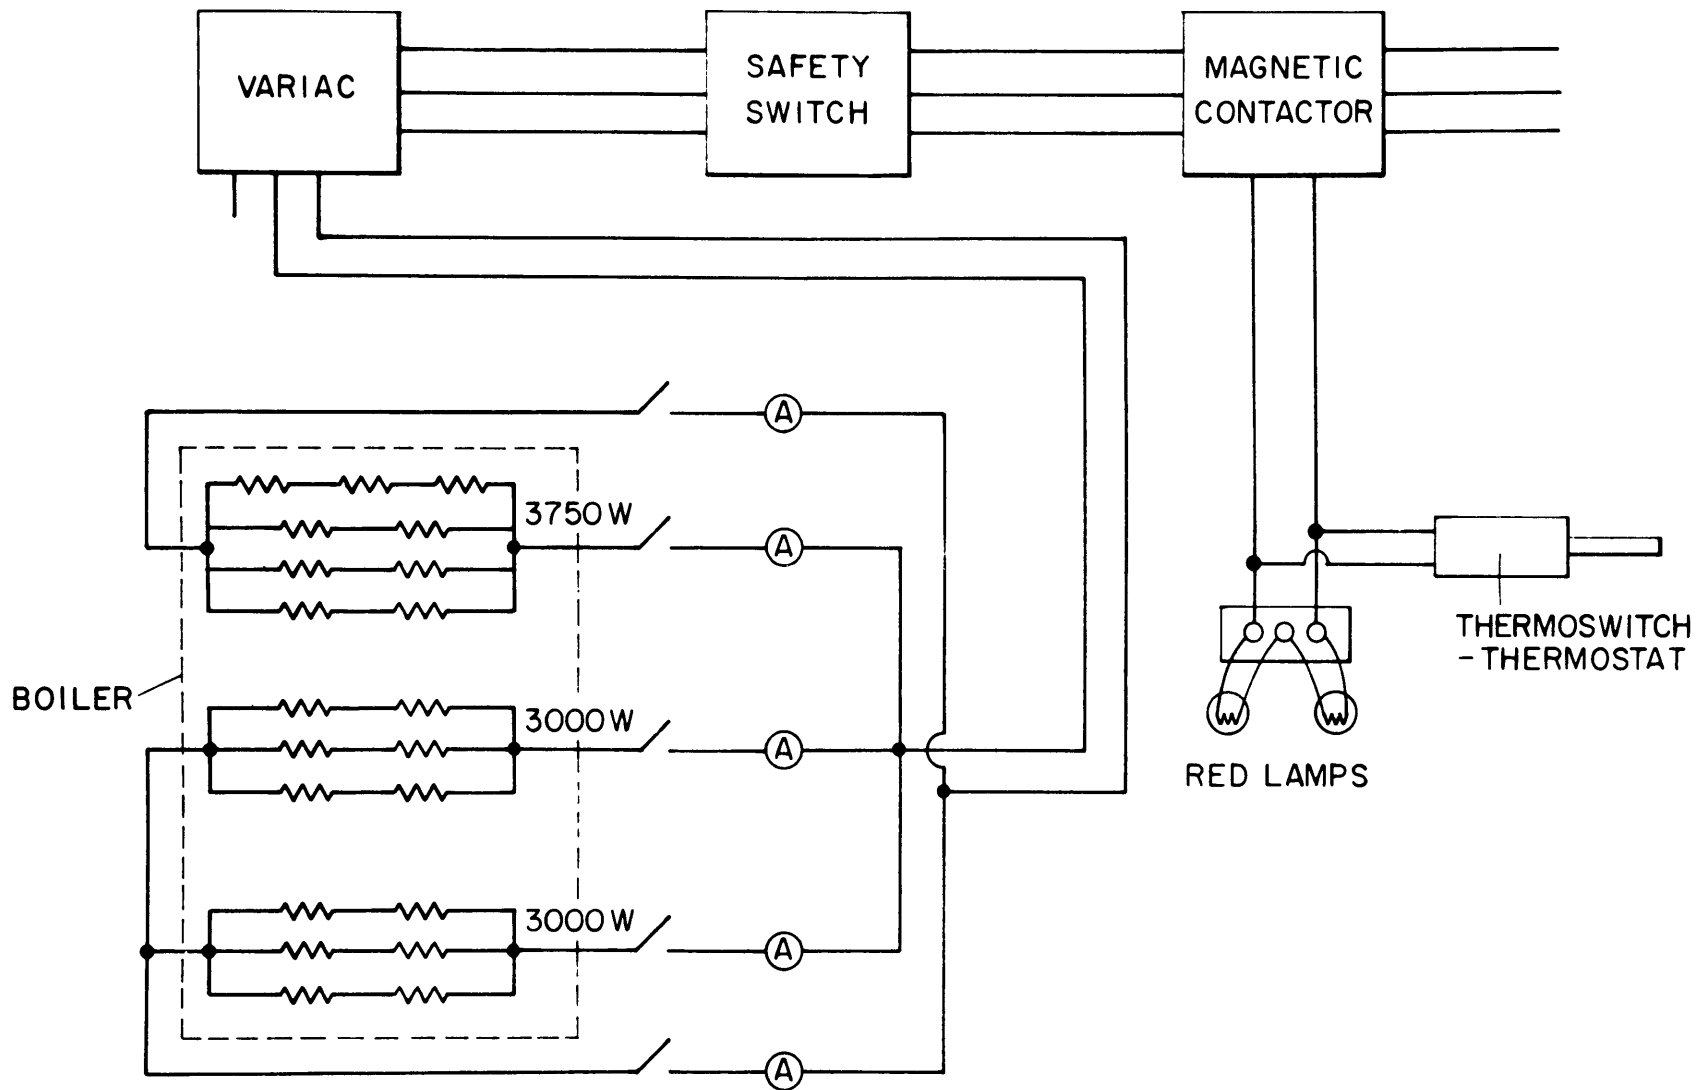 VARIAC
SAFETY
SWITCH
MAGNETIC
CONTACTOR
A
3750 W
A
THERMOSWITCH
-THERMOSTAT
BOILER
3000 W
A
RED LAMPS
3000 W
A
A